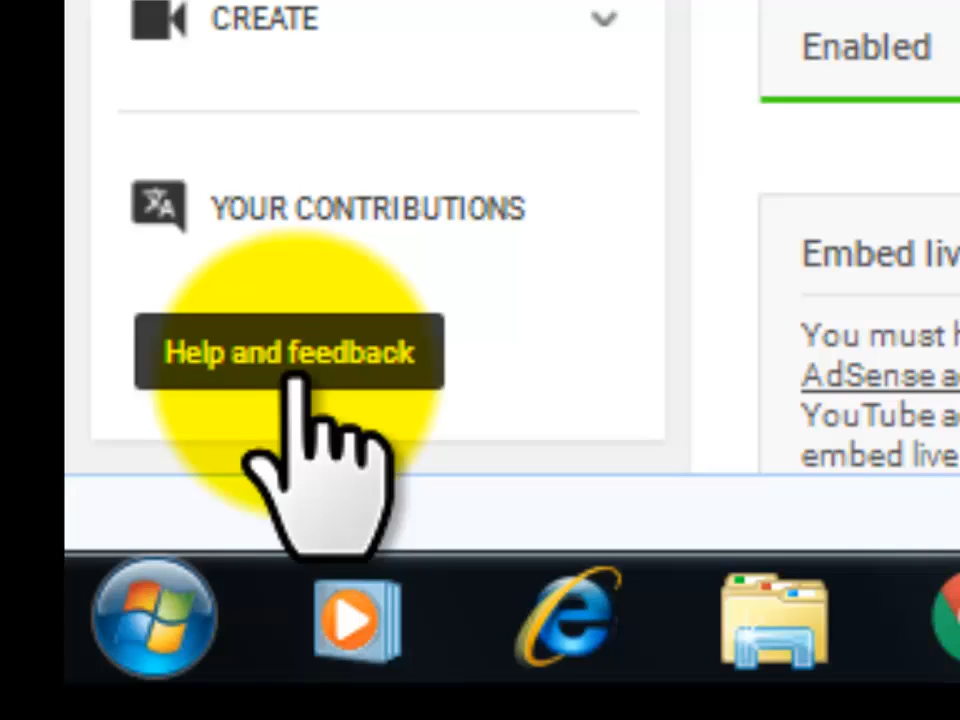 CREATE
Enabled
YOUR CONTRIBUTIONS
Embed liv
Help and feedback
You must h
AdSense a
YouTube a
embed live